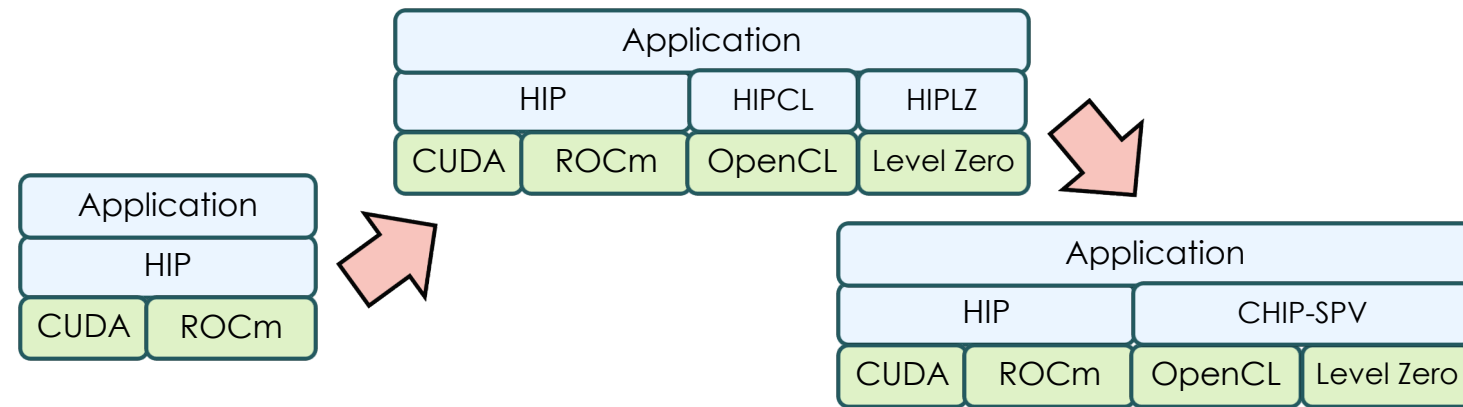 Application
HIP
CUDA ROCm
Application
HIP HIPCL HIPLZ
CUDA ROCm OpenCL Level Zero
Application
HIP CHIP-SPV
CUDA ROCm OpenCL Level Zero